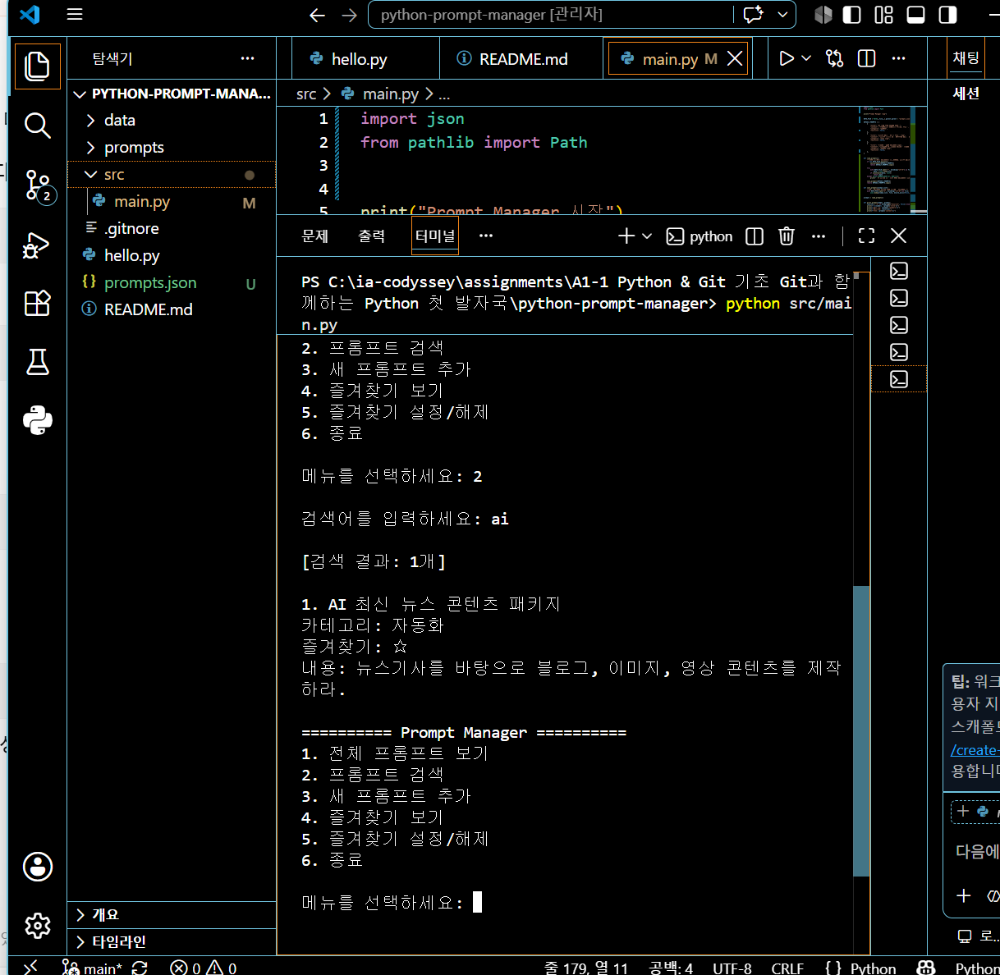 python-prompt-manager [관리자]
탐색기
hello.py
README.md
main.py M
채팅
PYTHON-PROMPT-MANA...
src > main.py > ...
세션
data
prompts
src
main.py M
.gitnore
hello.py
prompts.json U
README.md
2
1 import json
2 from pathlib import Path
3
4
5 print("Prompt Manager 시작")
문제 출력 터미널
python
PS C:\ia-codyssey\assignments\A1-1 Python & Git 기초 Git과 함
께하는 Python 첫 발자국\python-prompt-manager> python src/mai
n.py
2. 프롬프트 검색
3. 새 프롬프트 추가
4. 즐겨찾기 보기
5. 즐겨찾기 설정/해제
6. 종료
메뉴를 선택하세요: 2
검색어를 입력하세요: ai
[검색 결과: 1개]
1. AI 최신 뉴스 콘텐츠 패키지
카테고리: 자동화
즐겨찾기: ☆
내용: 뉴스기사를 바탕으로 블로그, 이미지, 영상 콘텐츠를 제작
하라.
========== Prompt Manager ==========
1. 전체 프롬프트 보기
2. 프롬프트 검색
3. 새 프롬프트 추가
4. 즐겨찾기 보기
5. 즐겨찾기 설정/해제
6. 종료
메뉴를 선택하세요:
팁: 워크
용자 지
스캐폴드
/create-
용합니다
다음에
로...
개요
타임라인
main* 0 0
줄 179, 열 11 공백: 4 UTF-8 CRLF { } Python Python